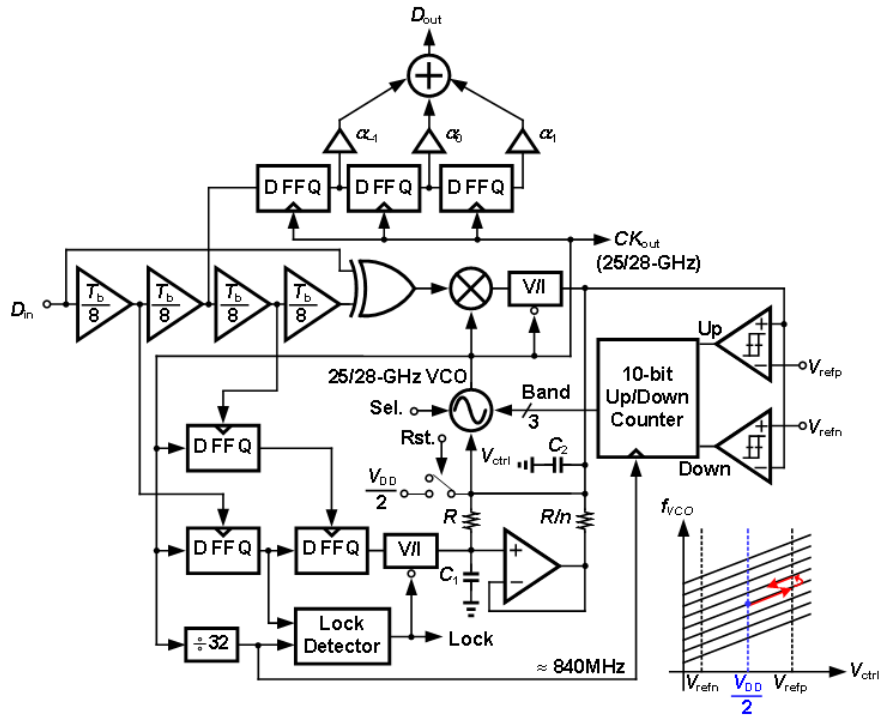 D_out
α_-1
α_0
α_1
D FF Q
D FF Q
D FF Q
CK_out
(25/28-GHz)
D_in
T_b
8
T_b
8
T_b
8
T_b
8
V/I
Up
+
−
V_refp
25/28-GHz VCO
Sel.
Band
3
10-bit
Up/Down
Counter
+
−
V_refn
Down
Rst.
V_ctrl
C_2
D FF Q
V_DD
2
R
R/n
D FF Q
D FF Q
V/I
C_1
+
−
÷32
Lock
Detector
Lock
≈ 840MHz
f_VCO
V_refn
V_DD
2
V_refp
V_ctrl